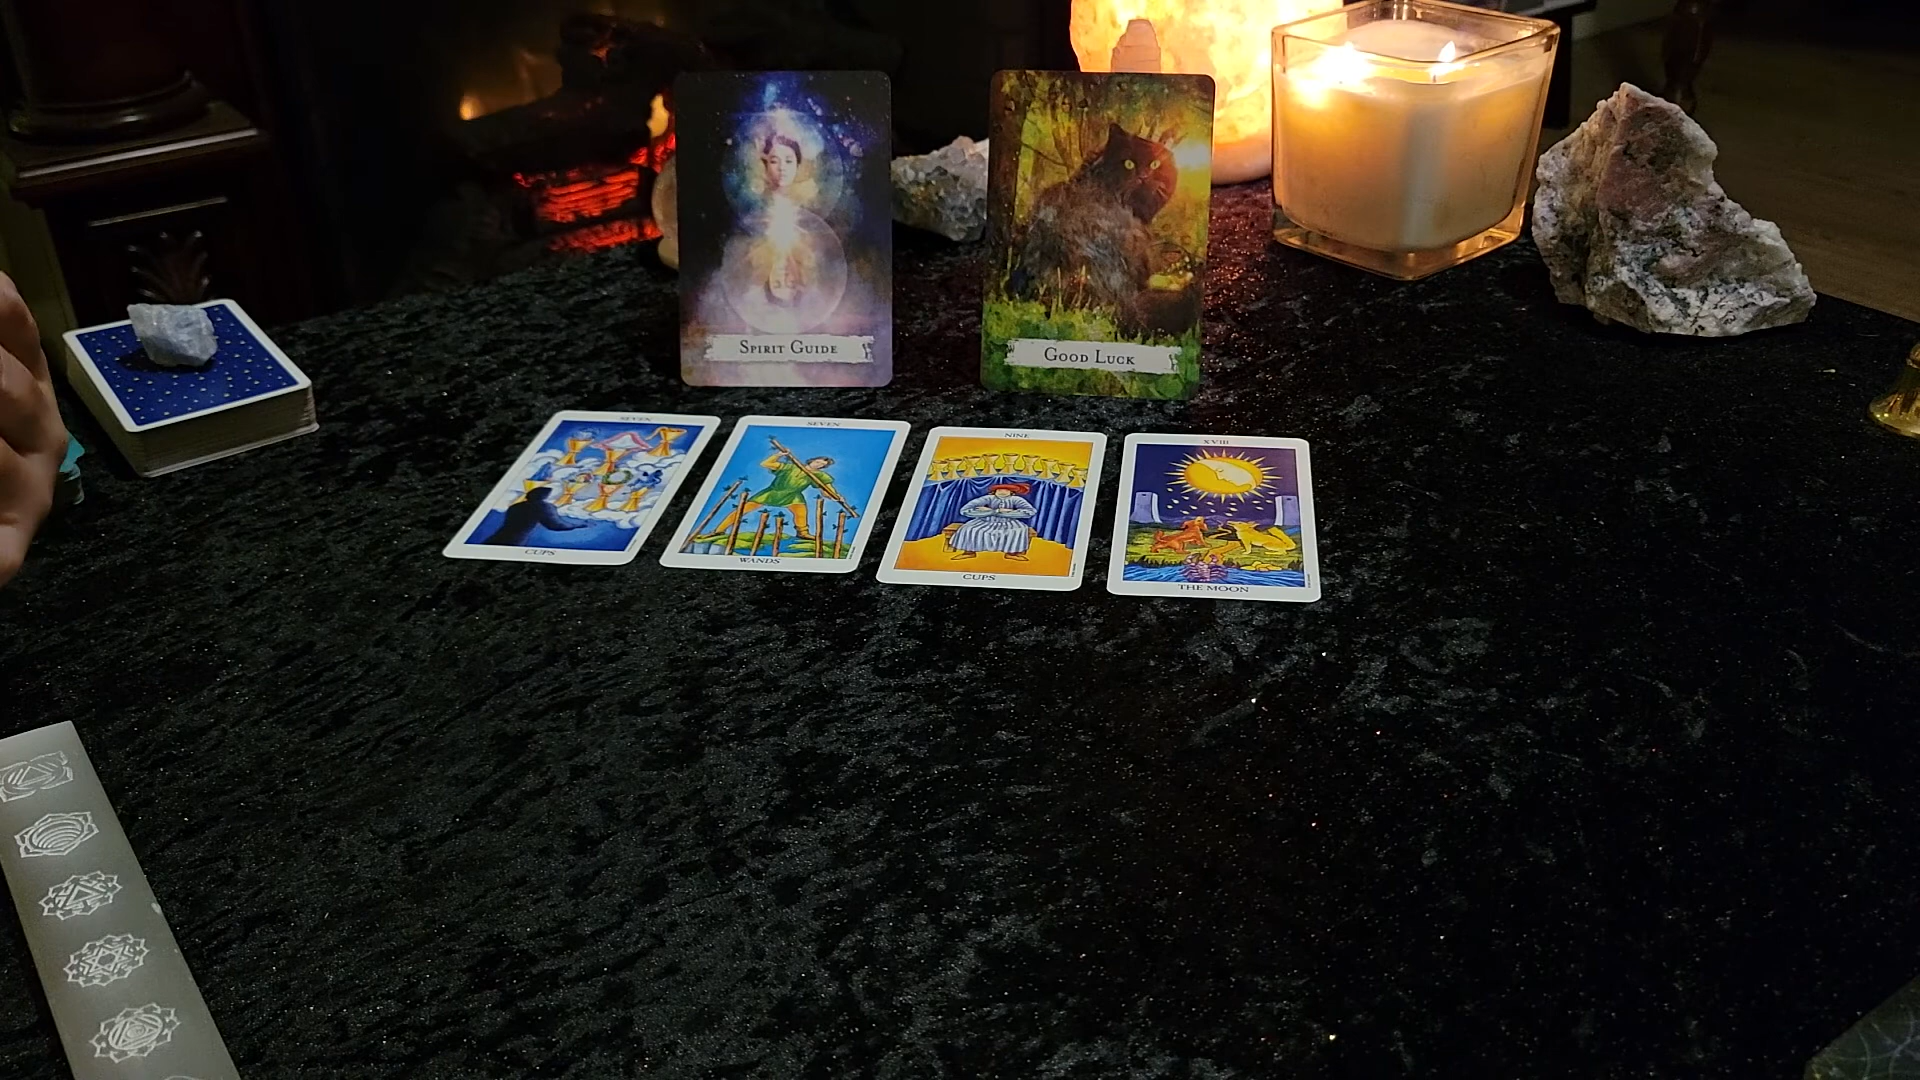 SPIRIT GUIDE
GOOD LUCK
SEVEN
CUPS
SEVEN
WANDS
NINE
CUPS
XVIII
THE MOON